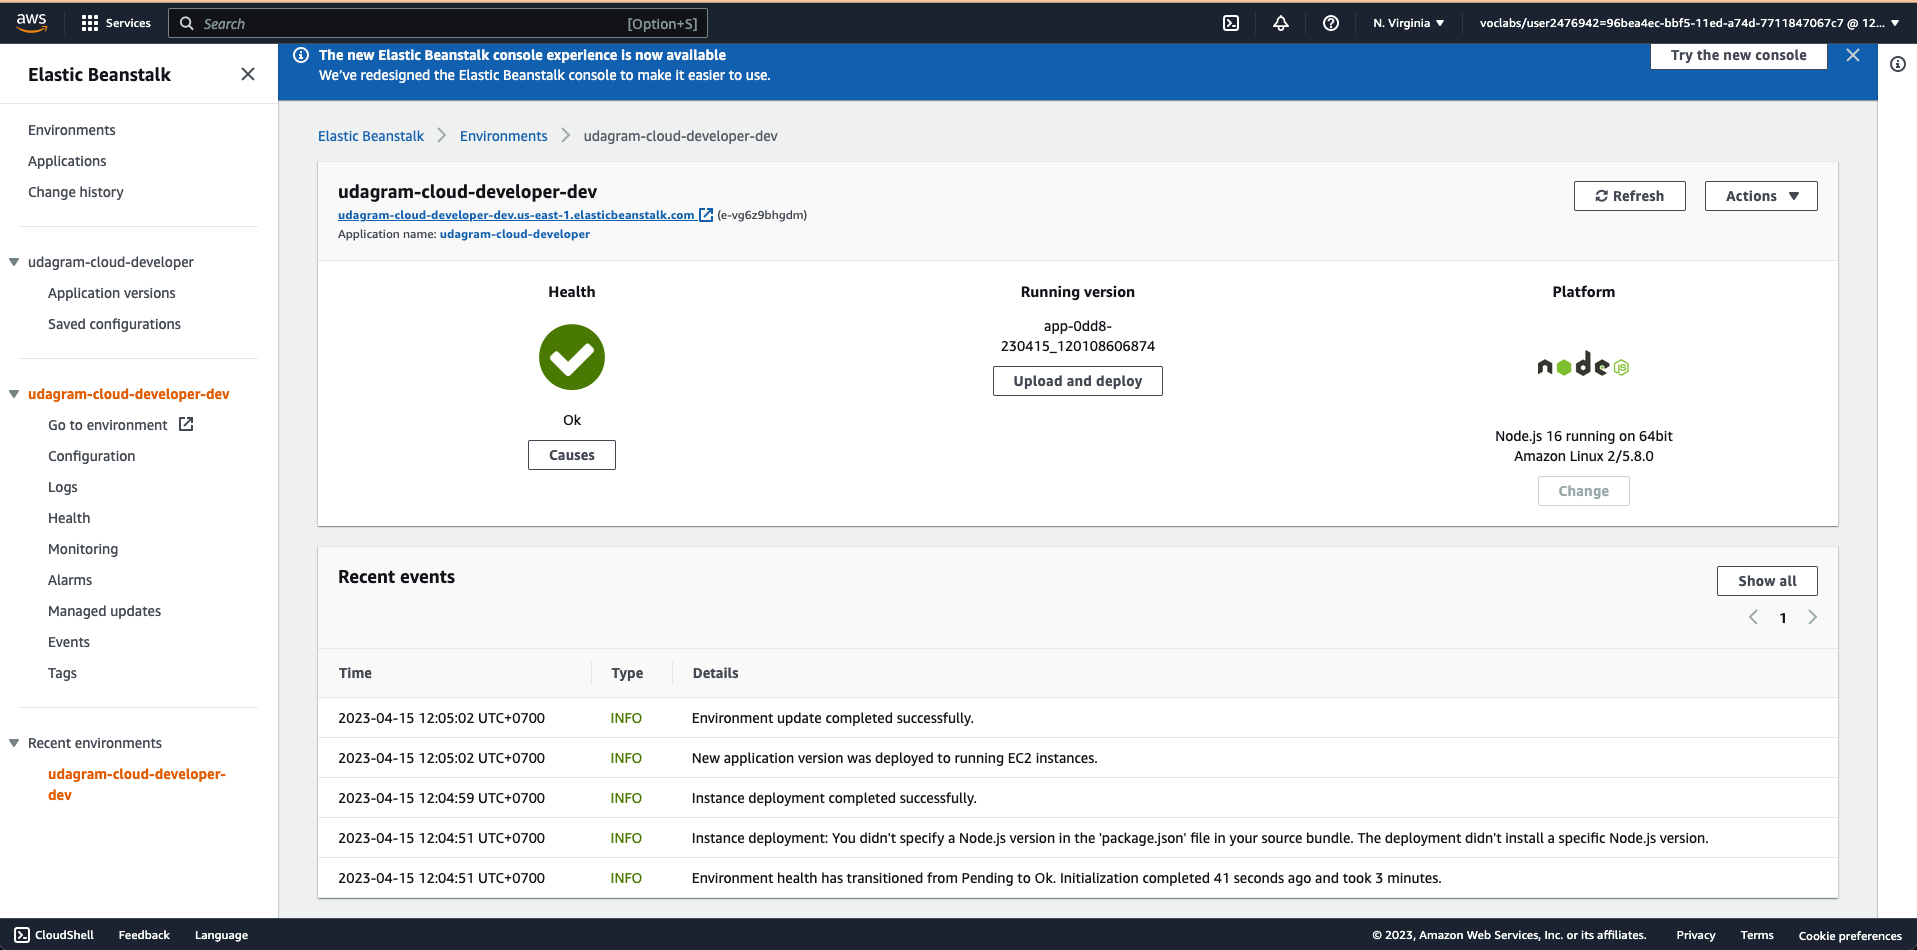 aws
Services
Search
[Option+S]
N. Virginia
voclabs/user2476942=96bea4ec-bbf5-11ed-a74d-7711847067c7 @ 12...
Elastic Beanstalk
Environments
Applications
Change history
udagram-cloud-developer
Application versions
Saved configurations
udagram-cloud-developer-dev
Go to environment
Configuration
Logs
Health
Monitoring
Alarms
Managed updates
Events
Tags
Recent environments
udagram-cloud-developer-
dev
The new Elastic Beanstalk console experience is now available
We've redesigned the Elastic Beanstalk console to make it easier to use.
Try the new console
Elastic Beanstalk
Environments
udagram-cloud-developer-dev
udagram-cloud-developer-dev
udagram-cloud-developer-dev.us-east-1.elasticbeanstalk.com (e-vg6z9bhgdm)
Application name: udagram-cloud-developer
Refresh
Actions
Health
Ok
Causes
Running version
app-0dd8-
230415_120108606874
Upload and deploy
Platform
node JS
Node.js 16 running on 64bit
Amazon Linux 2/5.8.0
Change
Recent events
Show all
1
Time Type Details
2023-04-15 12:05:02 UTC+0700 INFO Environment update completed successfully.
2023-04-15 12:05:02 UTC+0700 INFO New application version was deployed to running EC2 instances.
2023-04-15 12:04:59 UTC+0700 INFO Instance deployment completed successfully.
2023-04-15 12:04:51 UTC+0700 INFO Instance deployment: You didn't specify a Node.js version in the 'package.json' file in your source bundle. The deployment didn't install a specific Node.js version.
2023-04-15 12:04:51 UTC+0700 INFO Environment health has transitioned from Pending to Ok. Initialization completed 41 seconds ago and took 3 minutes.
CloudShell
Feedback
Language
© 2023, Amazon Web Services, Inc. or its affiliates.
Privacy
Terms
Cookie preferences